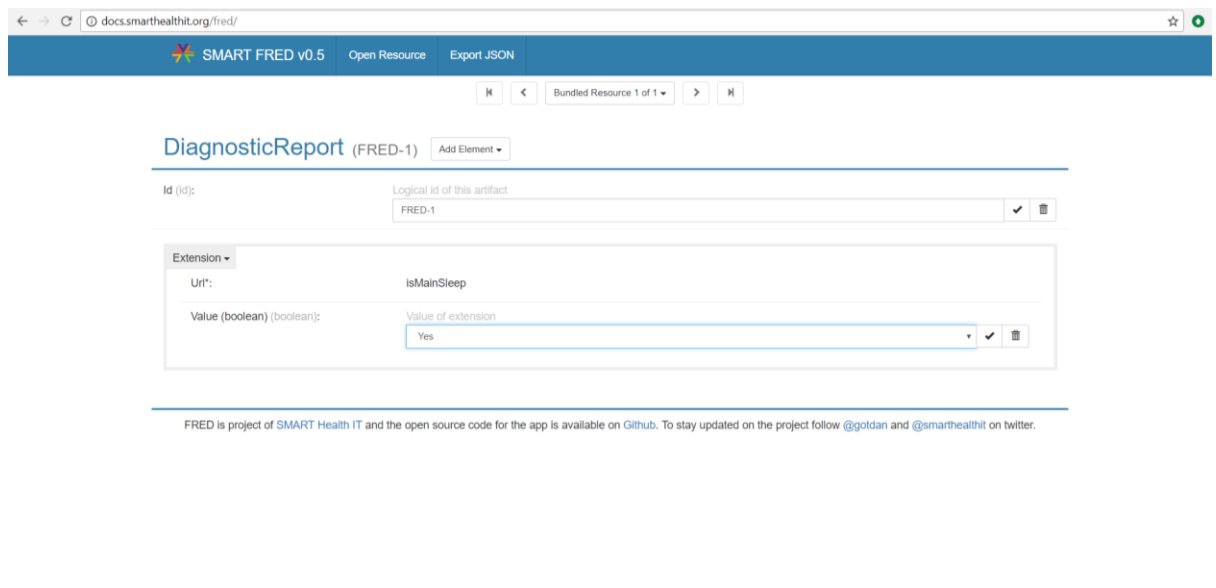 docs.smarthealthit.org/fred/
SMART FRED v0.5 Open Resource Export JSON
Bundled Resource 1 of 1
DiagnosticReport (FRED-1) Add Element
Id (id): Logical id of this artifact
FRED-1
Extension
Url*: isMainSleep
Value (boolean) (boolean): Value of extension
Yes
FRED is project of SMART Health IT and the open source code for the app is available on Github. To stay updated on the project follow @gotdan and @smarthealthit on twitter.